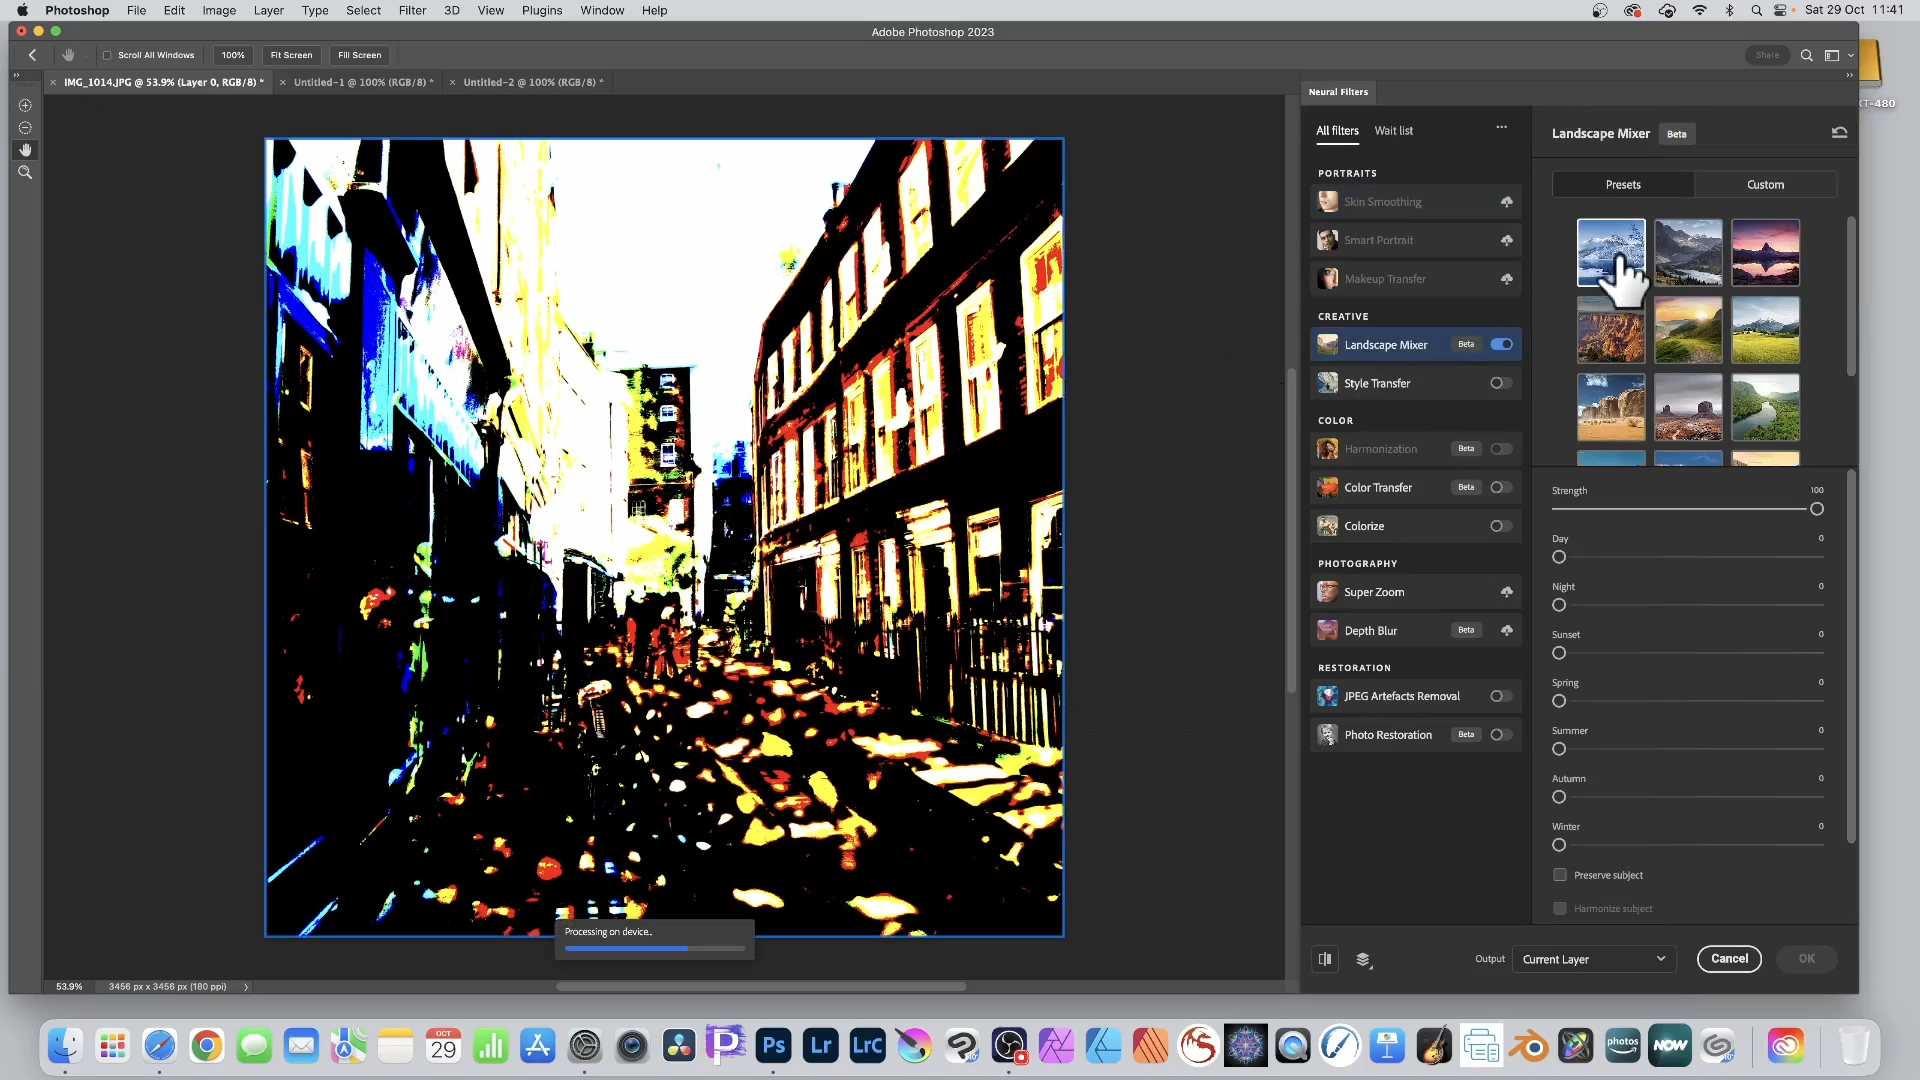 Photoshop File Edit Image Layer Type Select Filter 3D View Plugins Window Help Sat 29 Oct 11:41
Adobe Photoshop 2023
Scroll All Windows 100% Fit Screen Fill Screen Share
IMG_1014.JPG @ 53.9% (Layer 0, RGB/8) * Untitled-1 @ 100% (RGB/8) * Untitled-2 @ 100% (RGB/8) *
Neural Filters
XT-480
All filters Wait list
Landscape Mixer Beta
PORTRAITS
Presets Custom
Skin Smoothing
Smart Portrait
Makeup Transfer
CREATIVE
Landscape Mixer Beta
Style Transfer
COLOR
Harmonization Beta
Color Transfer Beta
Colorize
PHOTOGRAPHY
Super Zoom
Depth Blur Beta
RESTORATION
JPEG Artefacts Removal
Photo Restoration Beta
Strength 100
Day 0
Night 0
Sunset 0
Spring 0
Summer 0
Autumn 0
Winter 0
Preserve subject
Harmonize subject
Processing on device..
Output Current Layer Cancel OK
53.9% 3456 px x 3456 px (180 ppi)
OCT
29
Ps Lr LrC photos NOW